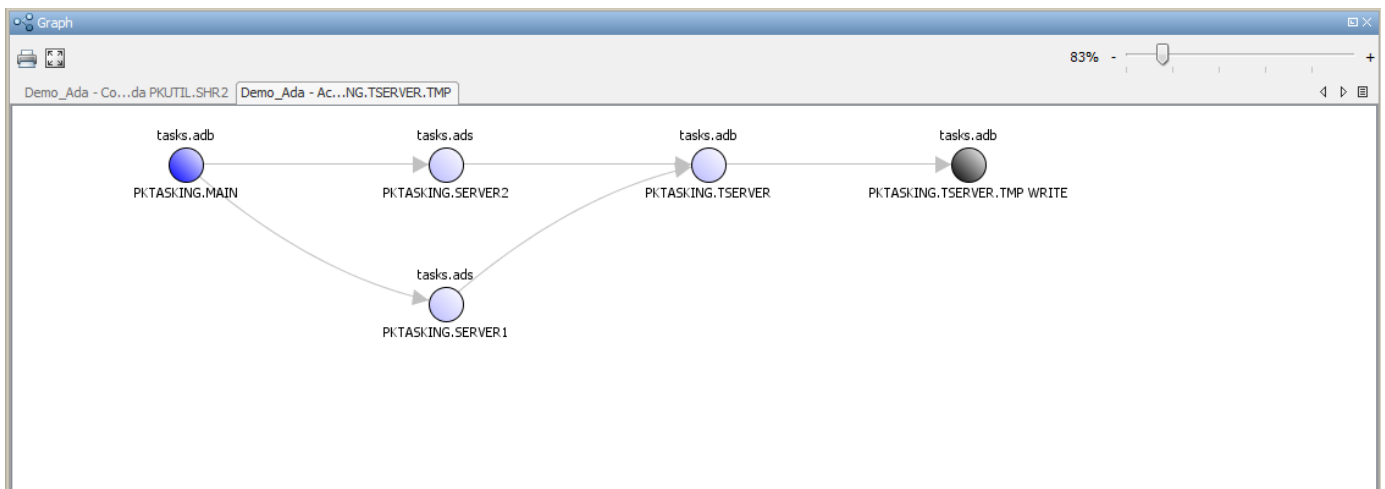 Graph
83% - +
Demo_Ada - Co...da PKUTIL.SHR2 Demo_Ada - Ac...NG.TSERVER.TMP
tasks.adb tasks.ads tasks.adb tasks.adb
PKTASKING.MAIN PKTASKING.SERVER2 PKTASKING.TSERVER PKTASKING.TSERVER.TMP WRITE
tasks.ads
PKTASKING.SERVER1